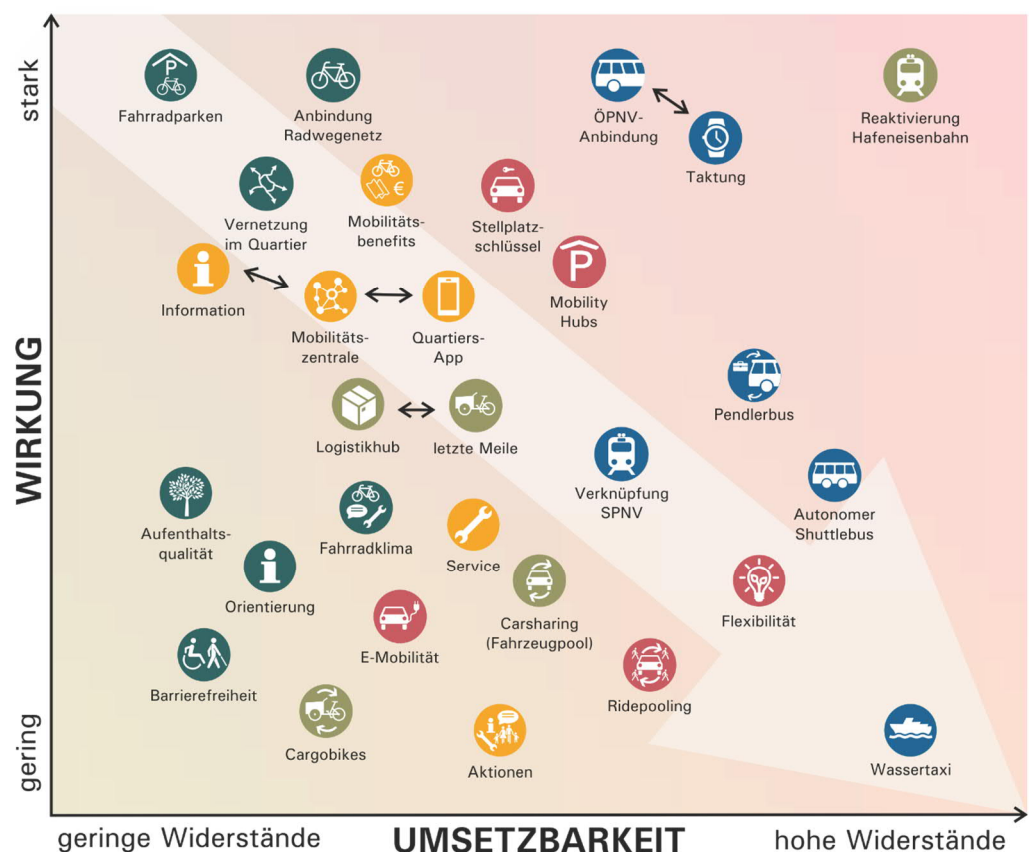 stark
Fahrradparken
Anbindung
Radwegenetz
ÖPNV-
Anbindung
Taktung
Reaktivierung
Hafeneisenbahn
Vernetzung
im Quartier
Mobilitäts-
benefits
€
Stellplatz-
schlüssel
P
Mobility
Hubs
Information
Mobilitäts-
zentrale
Quartiers-
App
WIRKUNG
Logistikhub
letzte Meile
Pendlerbus
Verknüpfung
SPNV
Autonomer
Shuttlebus
Aufenthalts-
qualität
Fahrradklima
Service
Orientierung
Carsharing
(Fahrzeugpool)
Flexibilität
E-Mobilität
Barrierefreiheit
Ridepooling
Cargobikes
Aktionen
Wassertaxi
gering
geringe Widerstände
UMSETZBARKEIT
hohe Widerstände